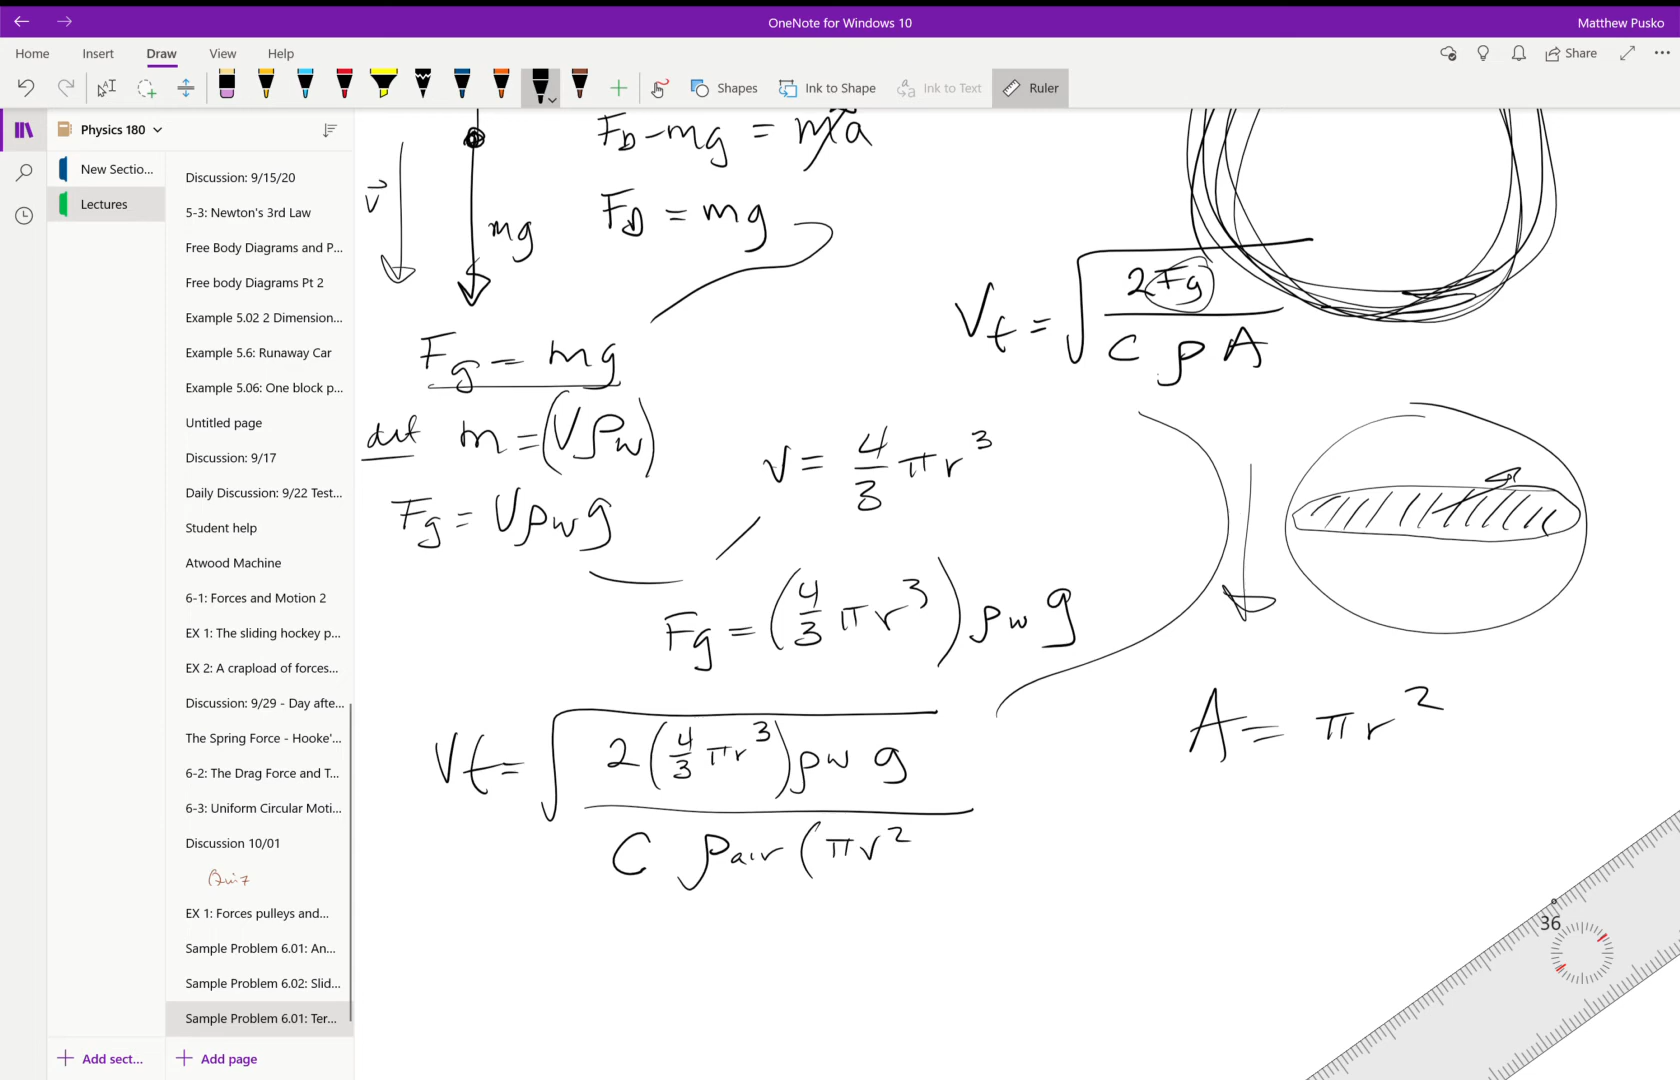 OneNote for Windows 10
Matthew Pusko
Home Insert Draw View Help
Share
Shapes Ink to Shape Ink to Text Ruler
Physics 180
New Sectio...
Lectures
Discussion: 9/15/20
5-3: Newton's 3rd Law
Free Body Diagrams and P...
Free body Diagrams Pt 2
Example 5.02 2 Dimension...
Example 5.6: Runaway Car
Example 5.06: One block p...
Untitled page
Discussion: 9/17
Daily Discussion: 9/22 Test...
Student help
Atwood Machine
6-1: Forces and Motion 2
EX 1: The sliding hockey p...
EX 2: A crapload of forces...
Discussion: 9/29 - Day afte...
The Spring Force - Hooke'...
6-2: The Drag Force and T...
6-3: Uniform Circular Moti...
Discussion 10/01
Quiz
EX 1: Forces pulleys and...
Sample Problem 6.01: An...
Sample Problem 6.02: Slid...
Sample Problem 6.01: Ter...
Add sect...
Add page
F_D - mg = ma
v⃗
mg
F_D = mg
V_t = √(2Fg / C ρ A)
Fg = mg
m = (Vρw)
V = 4/3 πr³
Fg = Vρw g
Fg = (4/3 πr³) ρw g
A = πr²
V_t = √(2(4/3 πr³)ρw g / C ρair (πr²
36